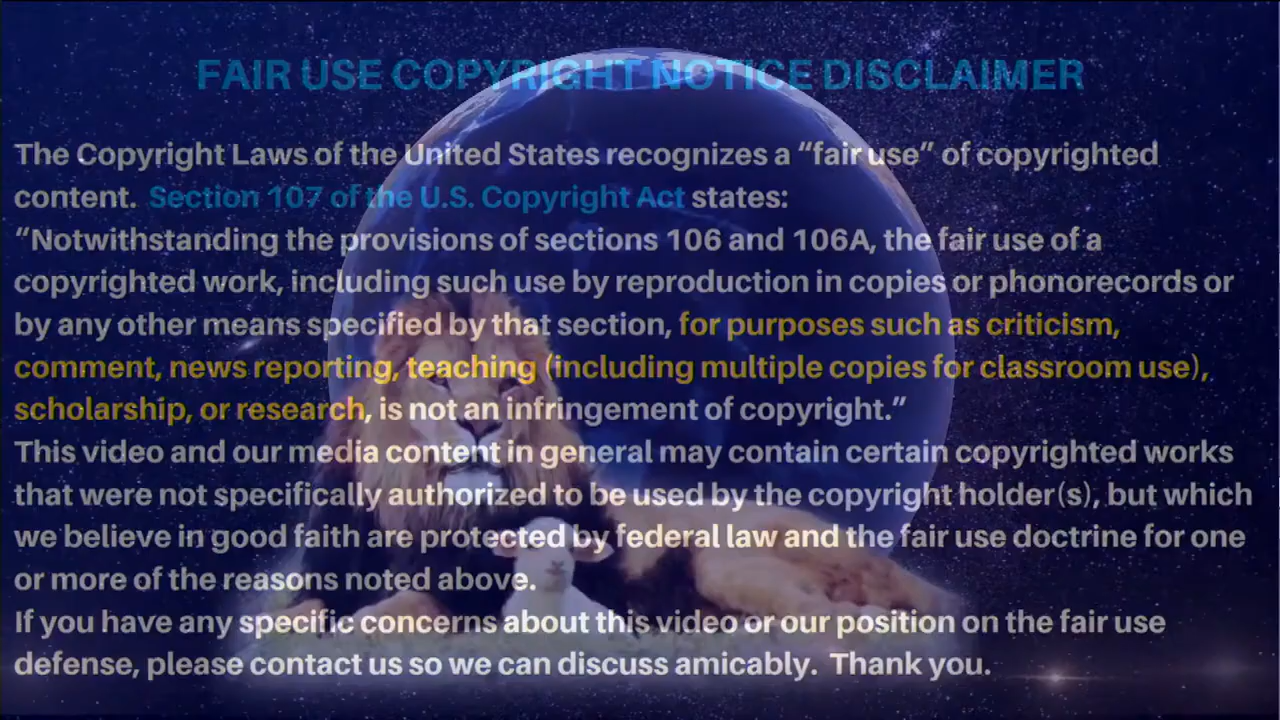 FAIR USE COPYRIGHT NOTICE DISCLAIMER
The Copyright Laws of the United States recognizes a “fair use” of copyrighted
content.  Section 107 of the U.S. Copyright Act states:
“Notwithstanding the provisions of sections 106 and 106A, the fair use of a
copyrighted work, including such use by reproduction in copies or phonorecords or
by any other means specified by that section, for purposes such as criticism,
comment, news reporting, teaching (including multiple copies for classroom use),
scholarship, or research, is not an infringement of copyright.”
This video and our media content in general may contain certain copyrighted works
that were not specifically authorized to be used by the copyright holder(s), but which
we believe in good faith are protected by federal law and the fair use doctrine for one
or more of the reasons noted above.
If you have any specific concerns about this video or our position on the fair use
defense, please contact us so we can discuss amicably.  Thank you.